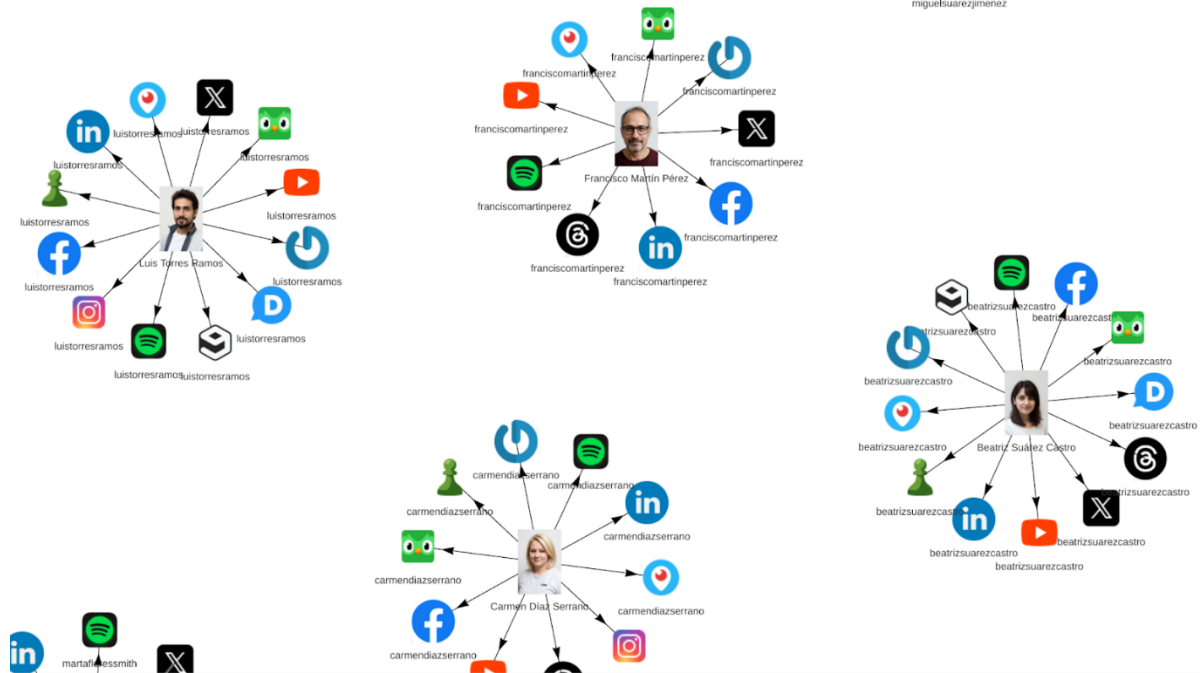 miguelsuarezjimenez
franciscomartinperez
franciscomartinperez
franciscomartinperez
franciscomartinperez
franciscomartinperez
Francisco Martín Pérez
franciscomartinperez
franciscomartinperez
franciscomartinperez
franciscomartinperez
luistorresramos
luistorresramos
luistorresramos
luistorresramos
luistorresramos
luistorresramos
Luis Torres Ramos
luistorresramos
luistorresramos
luistorresramos
luistorresramos
luistorresramos
luistorresramos
beatrizsuarezcastro
beatrizsuarezcastro
beatrizsuarezcastro
beatrizsuarezcastro
beatrizsuarezcastro
beatrizsuarezcastro
beatrizsuarezcastro
Beatriz Suárez Castro
beatrizsuarezcastro
beatrizsuarezcastro
beatrizsuarezcastro
beatrizsuarezcastro
beatrizsuarezcastro
carmendiazserrano
carmendiazserrano
carmendiazserrano
carmendiazserrano
carmendiazserrano
Carmen Díaz Serrano
carmendiazserrano
carmendiazserrano
martafloressmith